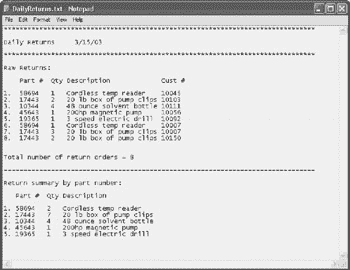 DailyReturns.txt - Notepad
File Edit Format View Help
********************************************************************************
Daily Returns 3/15/03
********************************************************************************
Raw Returns:
Part # Qty Description Cust #
1. 58694 1 Cordless temp reader 10045
2. 17443 2 20 lb box of pump clips 10103
3. 10344 4 48 ounce solvent bottle 10111
4. 45643 1 200hp magnetic pump 10056
5. 19365 1 3 speed electric drill 10092
6. 58694 1 Cordless temp reader 10007
7. 17443 3 20 lb box of pump clips 10007
8. 17443 2 20 lb box of pump clips 10150
Total number of return orders = 8
--------------------------------------------------------------------------------
Return summary by part number:
Part # Qty Description
1. 58694 2 Cordless temp reader
2. 17443 7 20 lb box of pump clips
3. 10344 4 48 ounce solvent bottle
4. 45643 1 200hp magnetic pump
5. 19365 1 3 speed electric drill